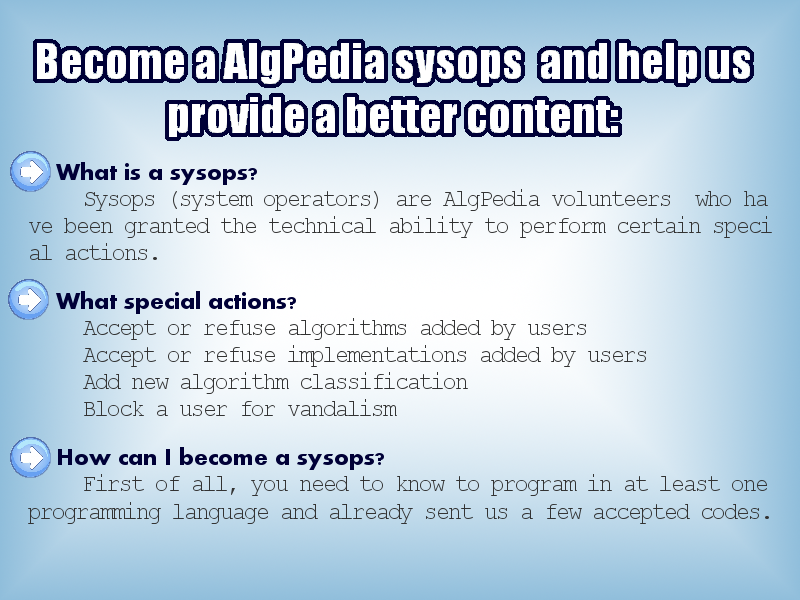 Become a AlgPedia sysops and help us
provide a better content:
What is a sysops?
Sysops (system operators) are AlgPedia volunteers who ha
ve been granted the technical ability to perform certain speci
al actions.
What special actions?
Accept or refuse algorithms added by users
Accept or refuse implementations added by users
Add new algorithm classification
Block a user for vandalism
How can I become a sysops?
First of all, you need to know to program in at least one
programming language and already sent us a few accepted codes.